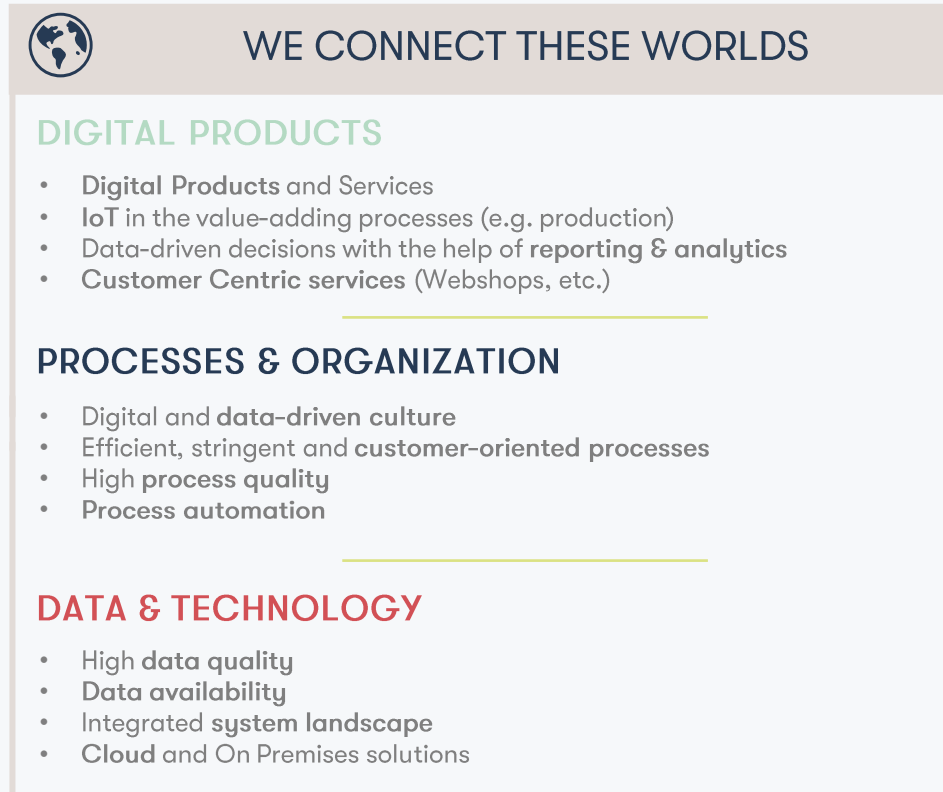 WE CONNECT THESE WORLDS
DIGITAL PRODUCTS
• Digital Products and Services
• IoT in the value-adding processes (e.g. production)
• Data-driven decisions with the help of reporting & analytics
• Customer Centric services (Webshops, etc.)
PROCESSES & ORGANIZATION
• Digital and data-driven culture
• Efficient, stringent and customer-oriented processes
• High process quality
• Process automation
DATA & TECHNOLOGY
• High data quality
• Data availability
• Integrated system landscape
• Cloud and On Premises solutions